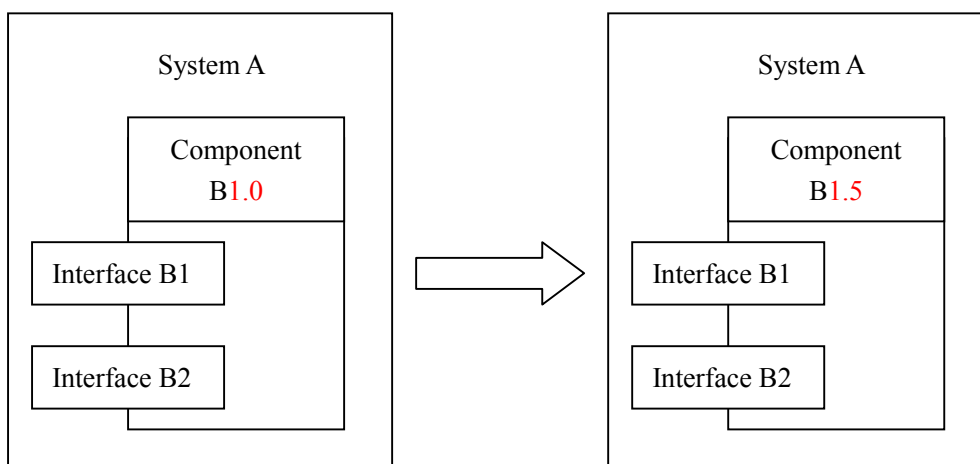 System A
Component
B1.0
Interface B1
Interface B2
System A
Component
B1.5
Interface B1
Interface B2